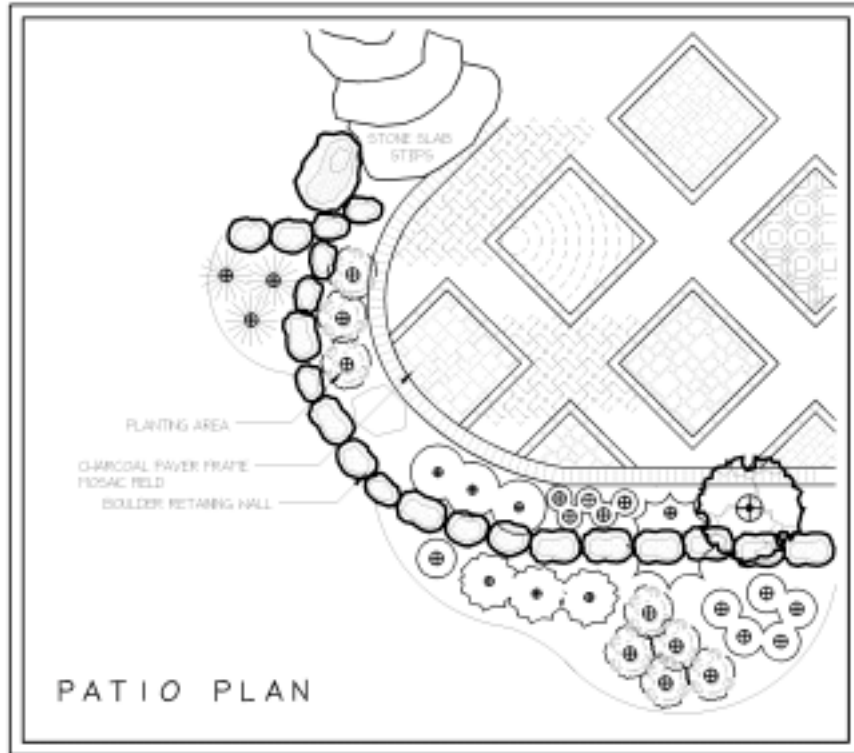 STONE SLAB
STEPS
PLANTING AREA
CHARCOAL PAVER FRAME
MOSAIC FIELD
BOULDER RETAINING WALL
PATIO PLAN